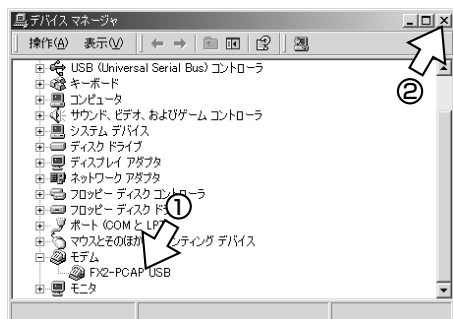 デバイス マネージャ
操作(A) 表示(V)
USB (Universal Serial Bus) コントローラ
キーボード
コンピュータ
サウンド、ビデオ、およびゲーム コントローラ
システム デバイス
ディスク ドライブ
ディスプレイ アダプタ
ネットワーク アダプタ
フロッピー ディスク コントローラ
フロッピー ディスク
①
ポート (COM と LPT
マウスとそのほか ンティング デバイス
モデム
FX2-PCAP USB
モニタ
②